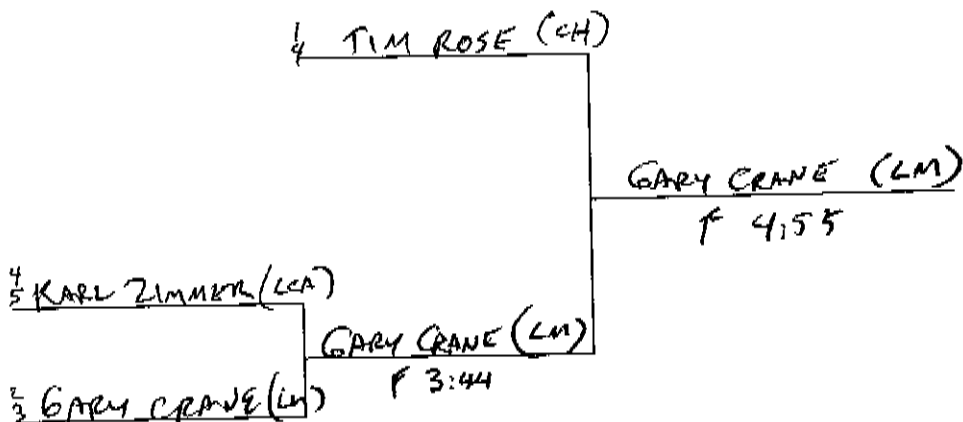 1/4 TIM ROSE (CH)
GARY CRANE (LM)
F 4:55
4/5 KARL ZIMMER (LCA)
GARY CRANE (LM)
F 3:44
2/3 GARY CRANE (LM)